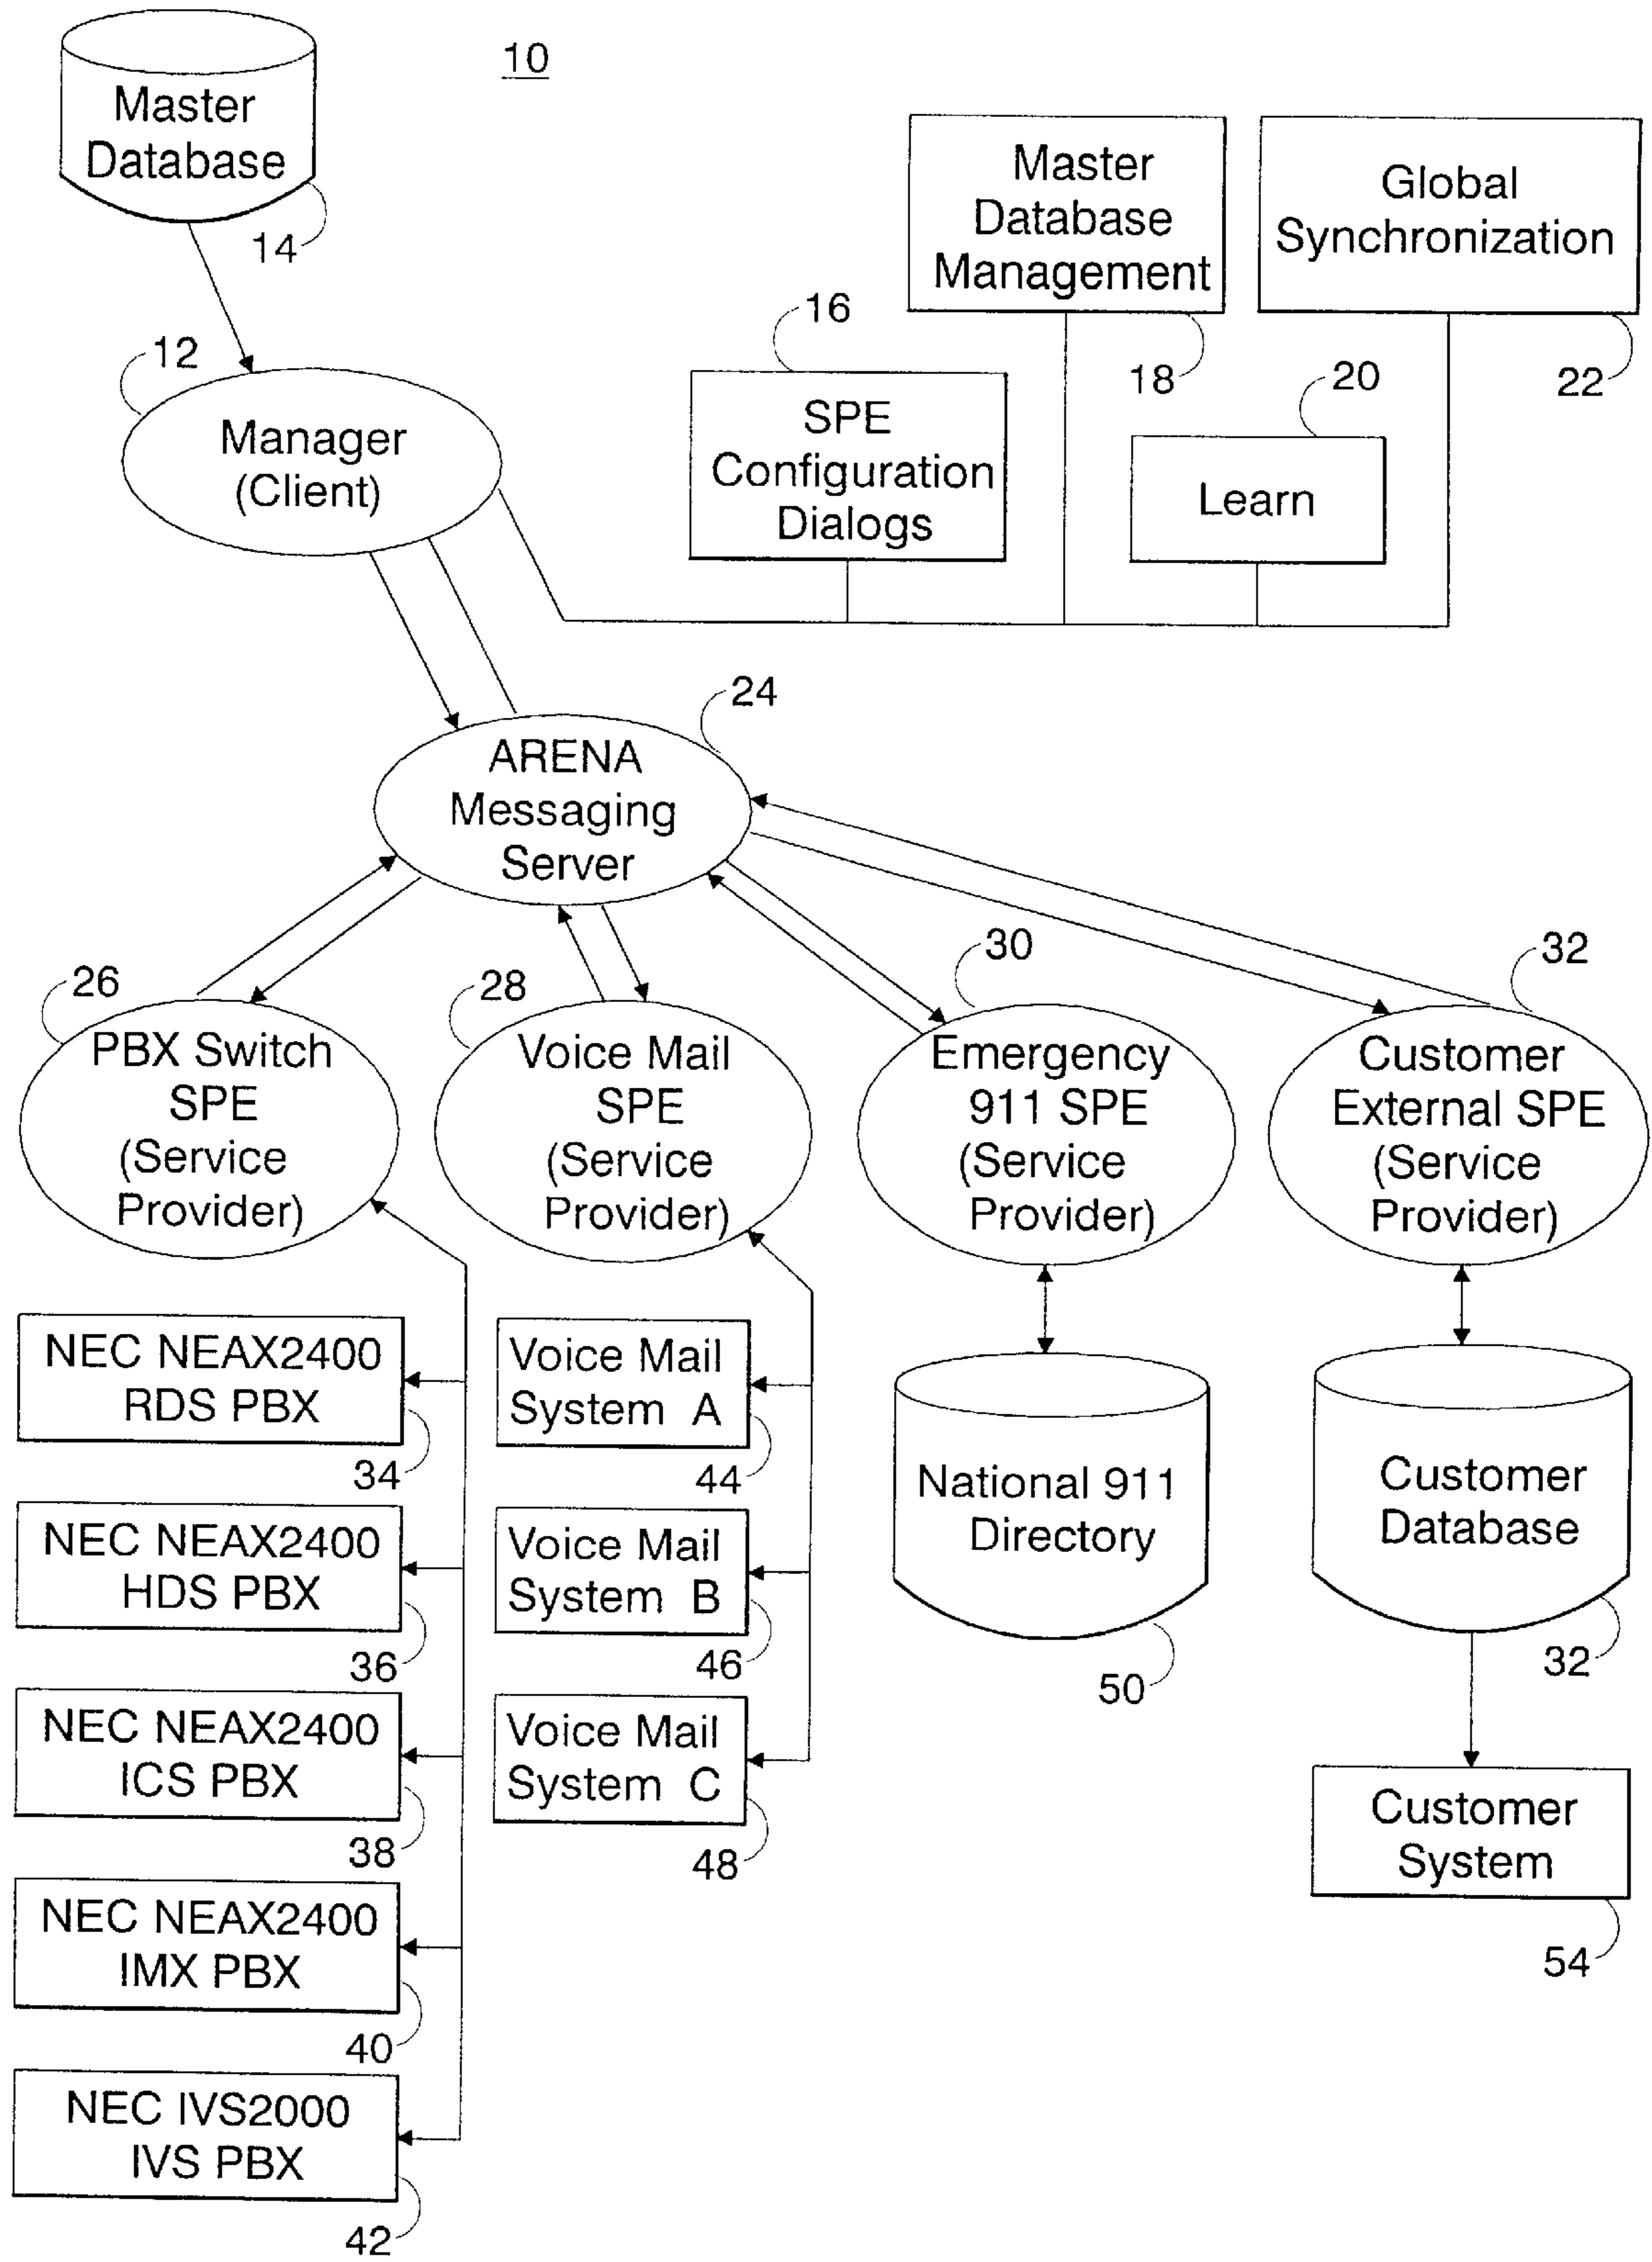 10
Master
Database
14
Master
Database
Management
18
Global
Synchronization
22
16
SPE
Configuration
Dialogs
20
Learn
12
Manager
(Client)
24
ARENA
Messaging
Server
26
PBX Switch
SPE
(Service
Provider)
28
Voice Mail
SPE
(Service
Provider)
30
Emergency
911 SPE
(Service
Provider)
32
Customer
External SPE
(Service
Provider)
NEC NEAX2400
RDS PBX
34
NEC NEAX2400
HDS PBX
36
NEC NEAX2400
ICS PBX
38
NEC NEAX2400
IMX PBX
40
NEC IVS2000
IVS PBX
42
Voice Mail
System A
44
Voice Mail
System B
46
Voice Mail
System C
48
National 911
Directory
50
Customer
Database
32
Customer
System
54